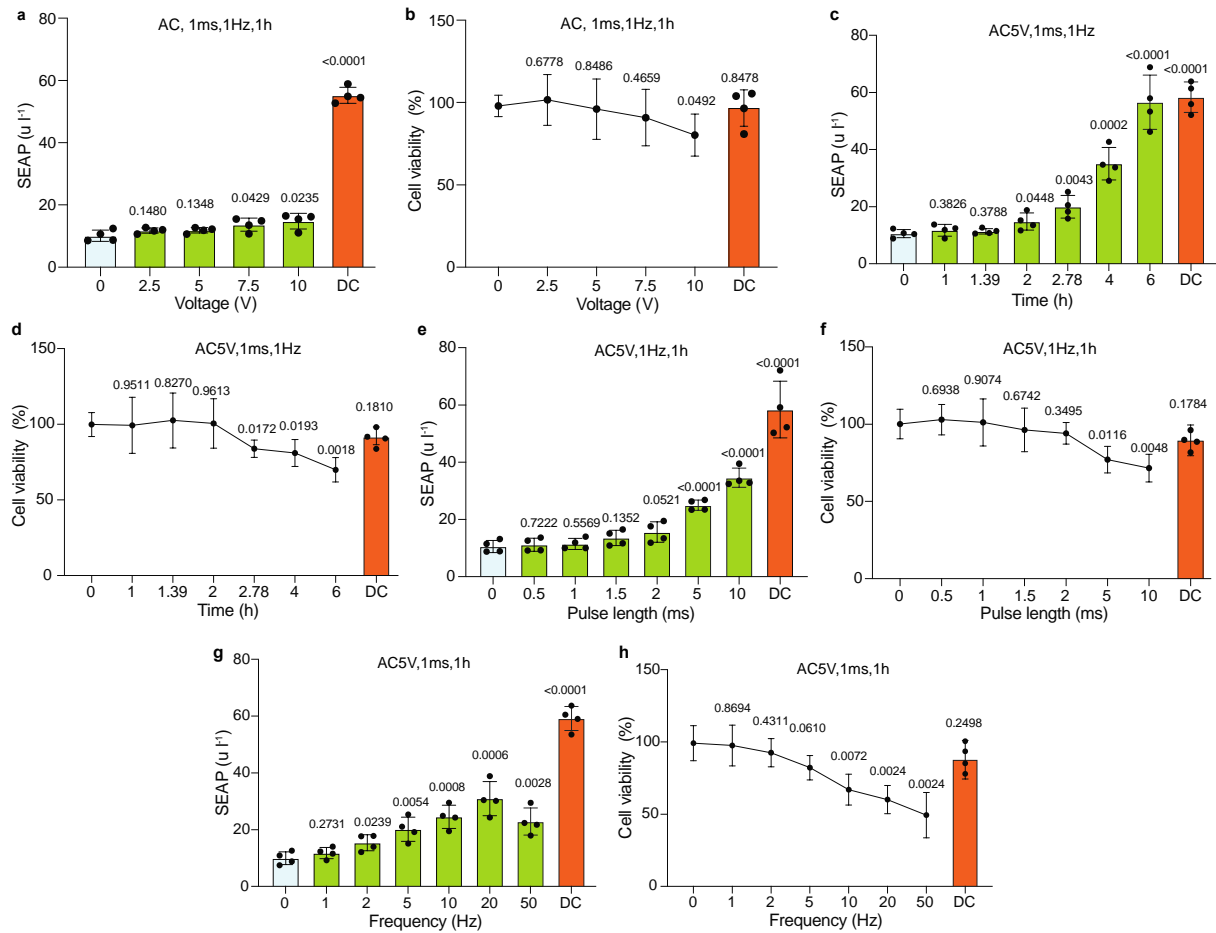 a
AC, 1ms,1Hz,1h
SEAP (u l-1)
80
60
40
20
0
0.1480
0.1348
0.0429
0.0235
<0.0001
0 2.5 5 7.5 10 DC
Voltage (V)
b
AC, 1ms,1Hz,1h
Cell viability (%)
150
100
50
0
0.6778
0.8486
0.4659
0.0492
0.8478
0 2.5 5 7.5 10 DC
Voltage (V)
c
AC5V,1ms,1Hz
SEAP (u l-1)
80
60
40
20
0
0.3826
0.3788
0.0448
0.0043
0.0002
<0.0001
<0.0001
0 1 1.39 2 2.78 4 6 DC
Time (h)
d
AC5V,1ms,1Hz
Cell viability (%)
150
100
50
0
0.9511
0.8270
0.9613
0.0172
0.0193
0.0018
0.1810
0 1 1.39 2 2.78 4 6 DC
Time (h)
e
AC5V,1Hz,1h
SEAP (u l-1)
80
60
40
20
0
0.7222
0.5569
0.1352
0.0521
<0.0001
<0.0001
<0.0001
0 0.5 1 1.5 2 5 10 DC
Pulse length (ms)
f
AC5V,1Hz,1h
Cell viability (%)
150
100
50
0
0.6938
0.9074
0.6742
0.3495
0.0116
0.0048
0.1784
0 0.5 1 1.5 2 5 10 DC
Pulse length (ms)
g
AC5V,1ms,1h
SEAP (u l-1)
80
60
40
20
0
0.2731
0.0239
0.0054
0.0008
0.0006
0.0028
<0.0001
0 1 2 5 10 20 50 DC
Frequency (Hz)
h
AC5V,1ms,1h
Cell viability (%)
150
100
50
0
0.8694
0.4311
0.0610
0.0072
0.0024
0.0024
0.2498
0 1 2 5 10 20 50 DC
Frequency (Hz)